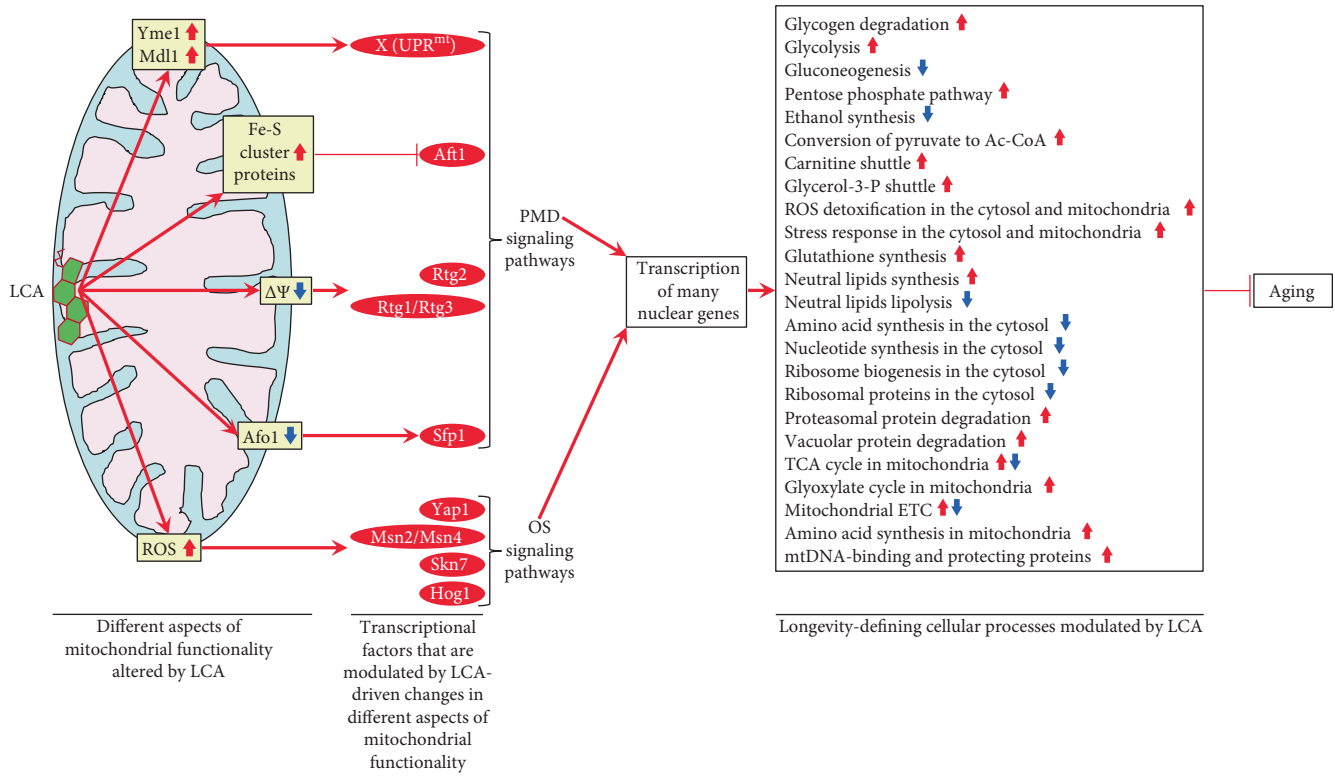 Yme1
Mdl1
X (UPRmt)
Fe-S
cluster
proteins
Aft1
LCA
ΔΨ
Rtg2
Rtg1/Rtg3
Afo1
Sfp1
ROS
Yap1
Msn2/Msn4
Skn7
Hog1
PMD
signaling
pathways
OS
signaling
pathways
Transcription
of many
nuclear genes
Glycogen degradation
Glycolysis
Gluconeogenesis
Pentose phosphate pathway
Ethanol synthesis
Conversion of pyruvate to Ac-CoA
Carnitine shuttle
Glycerol-3-P shuttle
ROS detoxification in the cytosol and mitochondria
Stress response in the cytosol and mitochondria
Glutathione synthesis
Neutral lipids synthesis
Neutral lipids lipolysis
Amino acid synthesis in the cytosol
Nucleotide synthesis in the cytosol
Ribosome biogenesis in the cytosol
Ribosomal proteins in the cytosol
Proteasomal protein degradation
Vacuolar protein degradation
TCA cycle in mitochondria
Glyoxylate cycle in mitochondria
Mitochondrial ETC
Amino acid synthesis in mitochondria
mtDNA-binding and protecting proteins
Aging
Different aspects of
mitochondrial functionality
altered by LCA
Transcriptional
factors that are
modulated by LCA-
driven changes in
different aspects of
mitochondrial
functionality
Longevity-defining cellular processes modulated by LCA